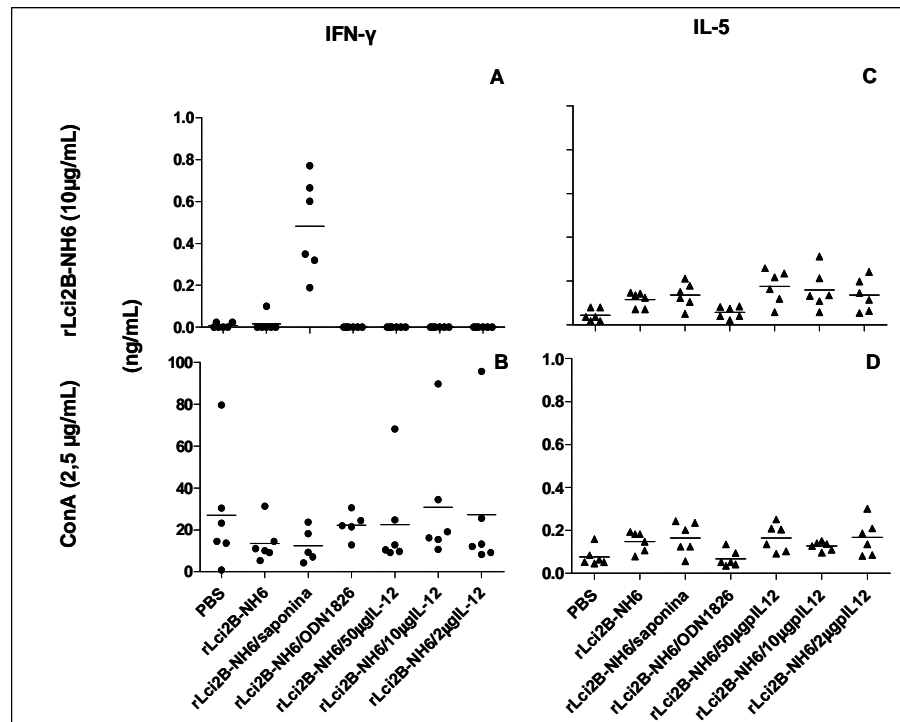 IFN-γ
IL-5
A
C
rLci2B-NH6 (10µg/mL)
1.0
0.8
0.6
0.4
0.2
0.0
(ng/mL)
B
D
ConA (2,5 µg/mL)
100
80
60
40
20
0
1.0
0.8
0.6
0.4
0.2
0.0
PBS
rLci2B-NH6
rLci2B-NH6/saponina
rLci2B-NH6/ODN1826
rLci2B-NH6/50µgIL-12
rLci2B-NH6/10µgIL-12
rLci2B-NH6/2µgIL-12
PBS
rLci2B-NH6
rLci2B-NH6/saponina
rLci2B-NH6/ODN1826
rLci2B-NH6/50µgpIL12
rLci2B-NH6/10µgpIL12
rLci2B-NH6/2µgpIL12